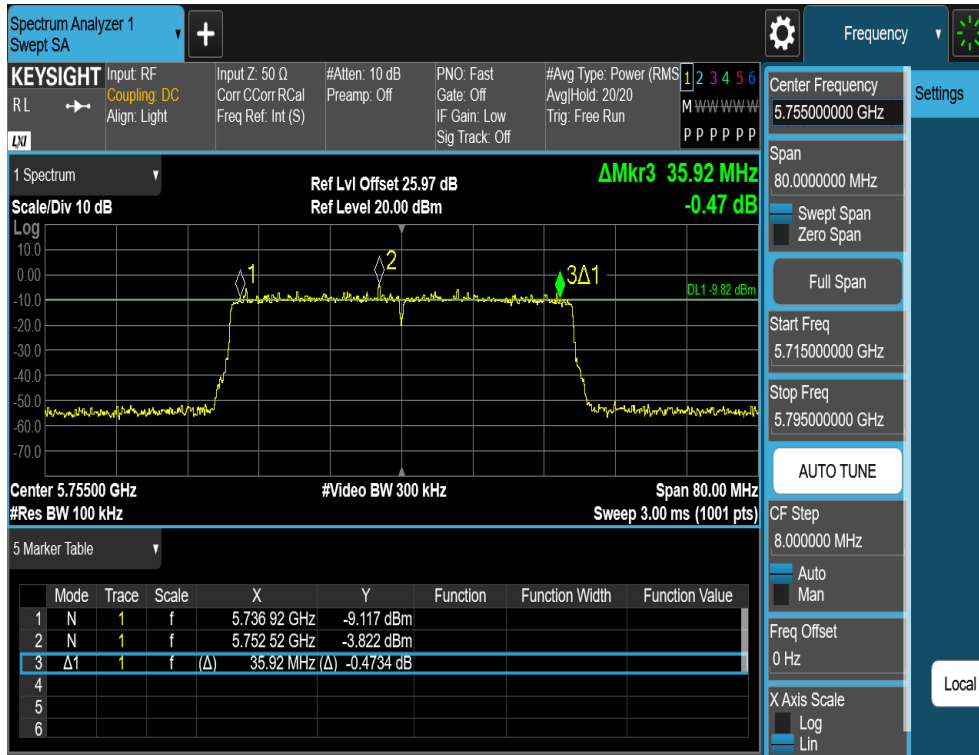 Spectrum Analyzer 1
Swept SA
+
Frequency
KEYSIGHT
RL
LXI
Input: RF
Coupling: DC
Align: Light
Input Z: 50 Ω
Corr CCorr RCal
Freq Ref: Int (S)
#Atten: 10 dB
Preamp: Off
PNO: Fast
Gate: Off
IF Gain: Low
Sig Track: Off
#Avg Type: Power (RMS
Avg|Hold: 20/20
Trig: Free Run
1 2 3 4 5 6
M W W W W W
P P P P P P
Center Frequency
5.755000000 GHz
Settings
Span
80.0000000 MHz
Swept Span
Zero Span
Full Span
Start Freq
5.715000000 GHz
Stop Freq
5.795000000 GHz
AUTO TUNE
CF Step
8.000000 MHz
Auto
Man
Freq Offset
0 Hz
X Axis Scale
Log
Lin
Local
1 Spectrum
Scale/Div 10 dB
Ref Lvl Offset 25.97 dB
Ref Level 20.00 dBm
ΔMkr3 35.92 MHz
-0.47 dB
Log
10.0
0.00
-10.0
-20.0
-30.0
-40.0
-50.0
-60.0
-70.0
1
2
3Δ1
DL1 -9.82 dBm
Center 5.75500 GHz
#Video BW 300 kHz
Span 80.00 MHz
#Res BW 100 kHz
Sweep 3.00 ms (1001 pts)
5 Marker Table
Mode Trace Scale X Y Function Function Width Function Value
1 N 1 f 5.736 92 GHz -9.117 dBm
2 N 1 f 5.752 52 GHz -3.822 dBm
3 Δ1 1 f (Δ) 35.92 MHz (Δ) -0.4734 dB
4
5
6